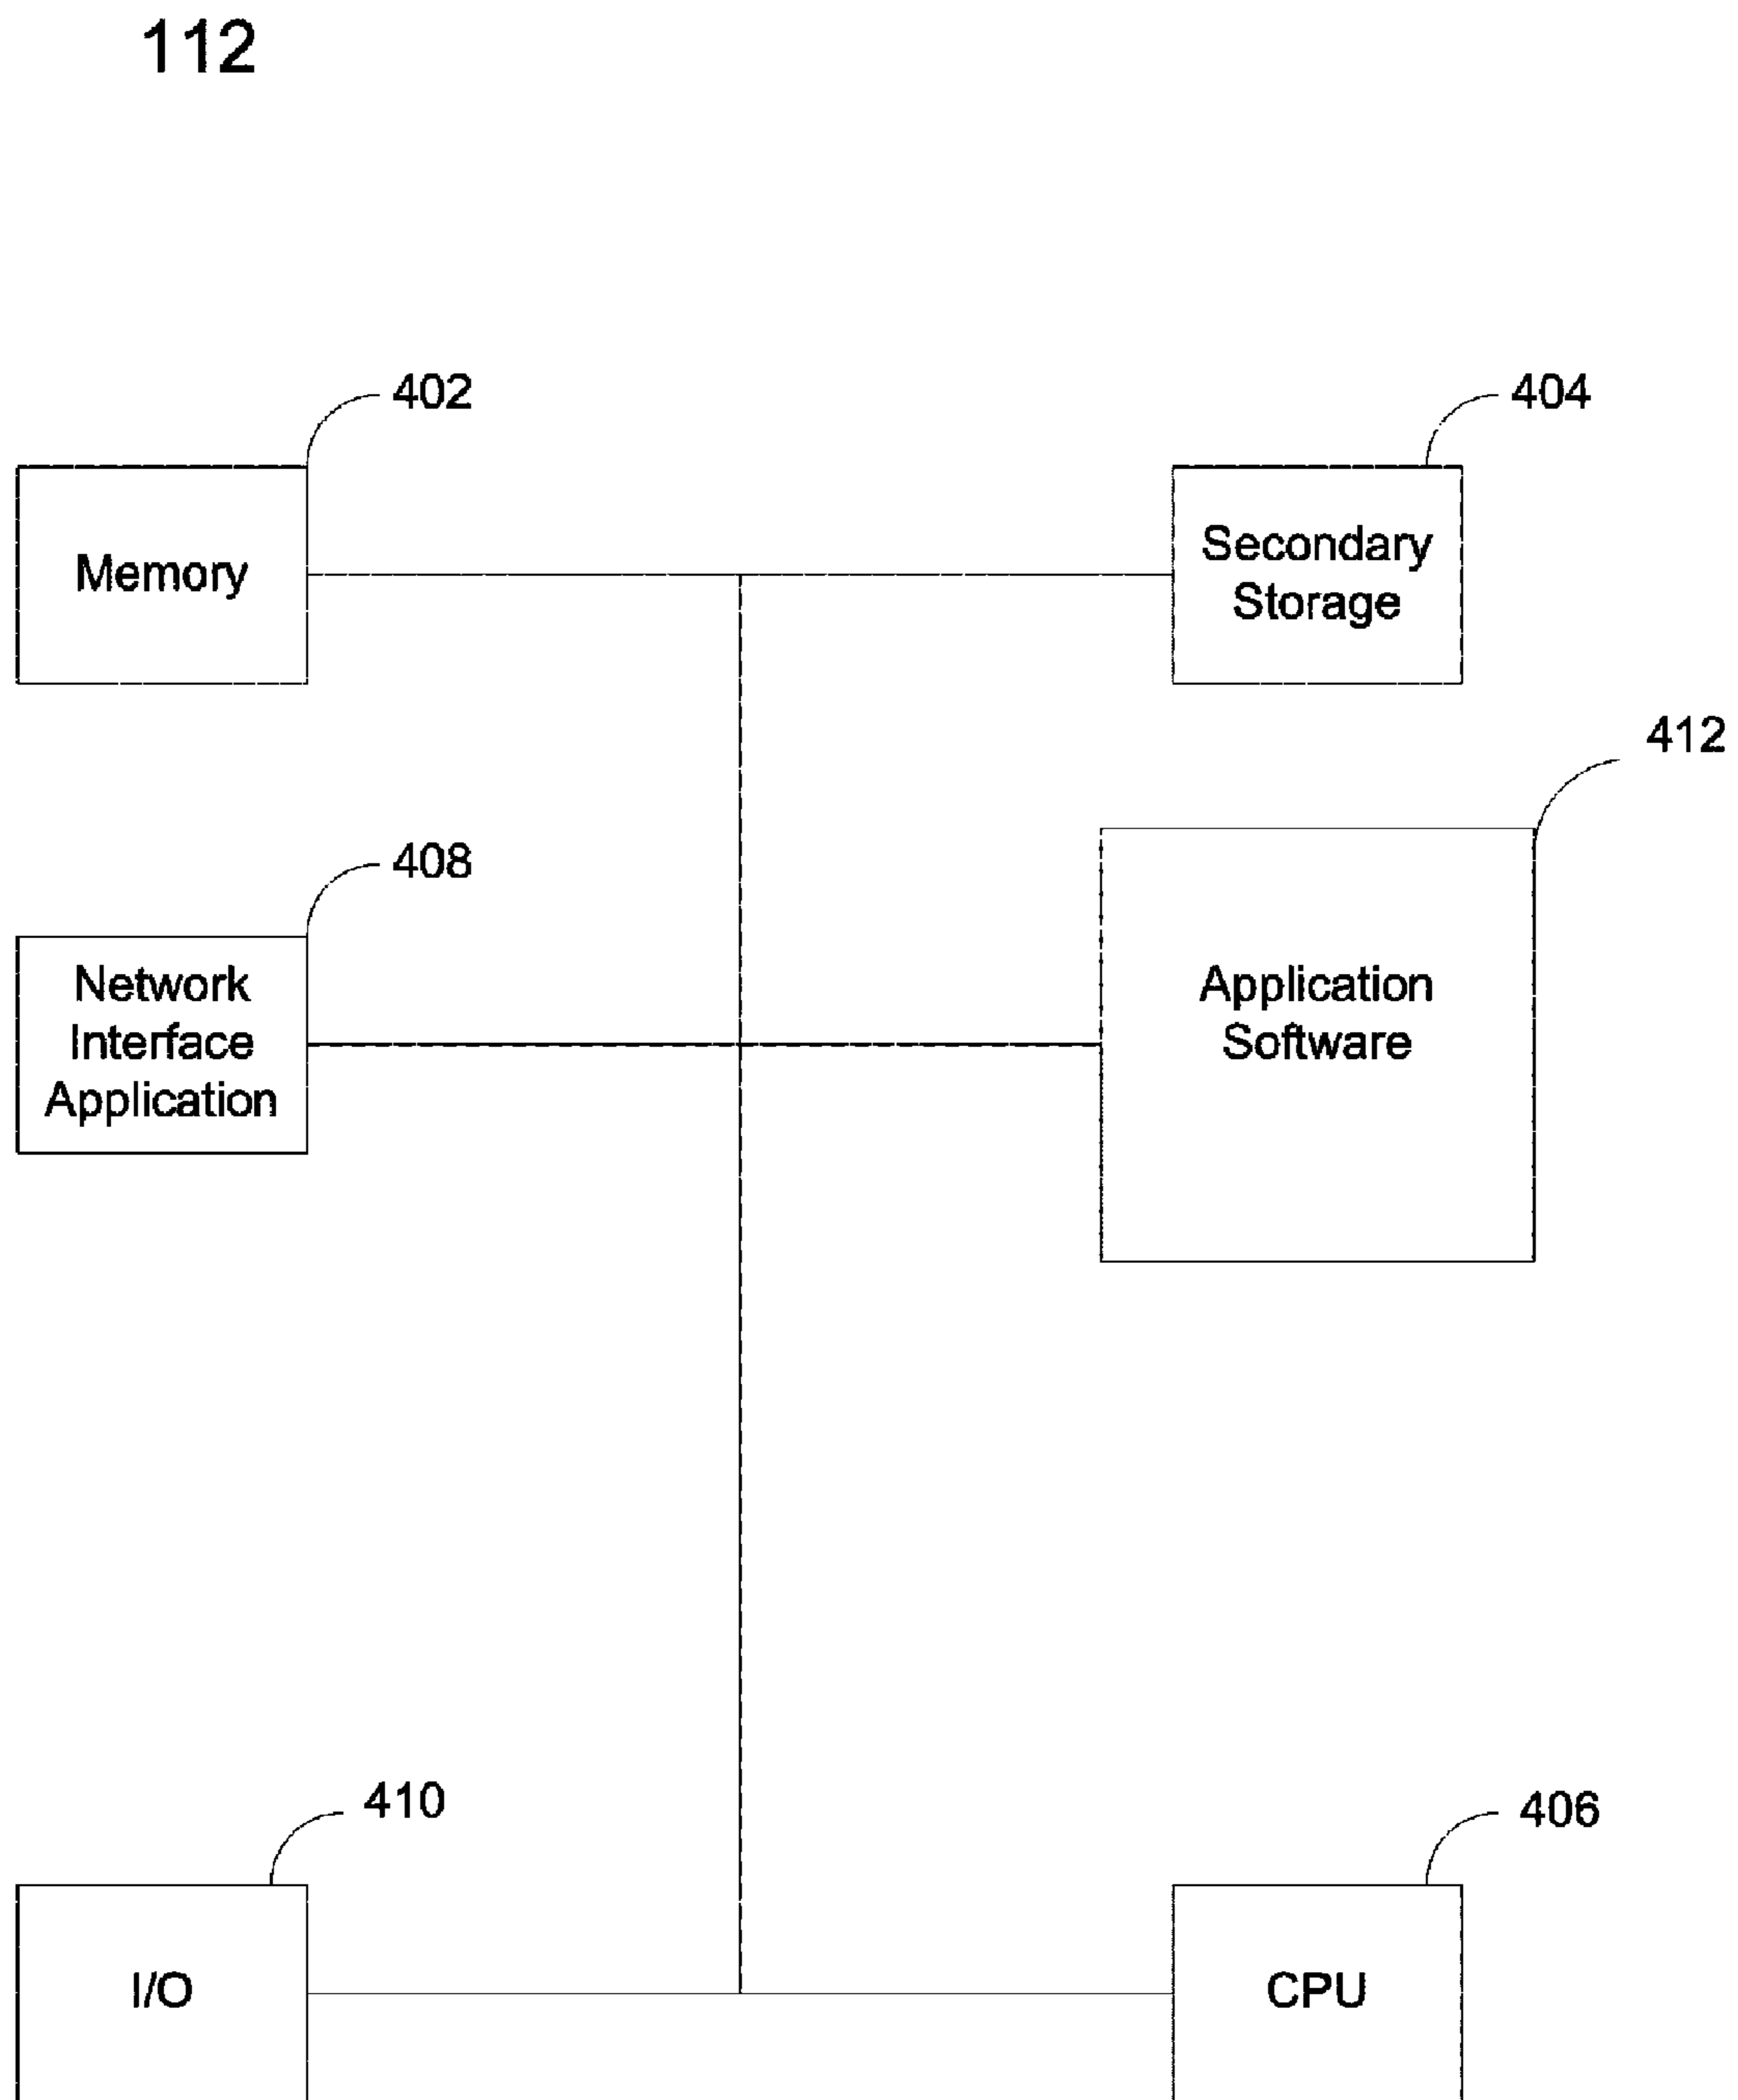 112
402
404
Memory
Secondary
Storage
412
408
Network
Interface
Application
Application
Software
410
406
I/O
CPU